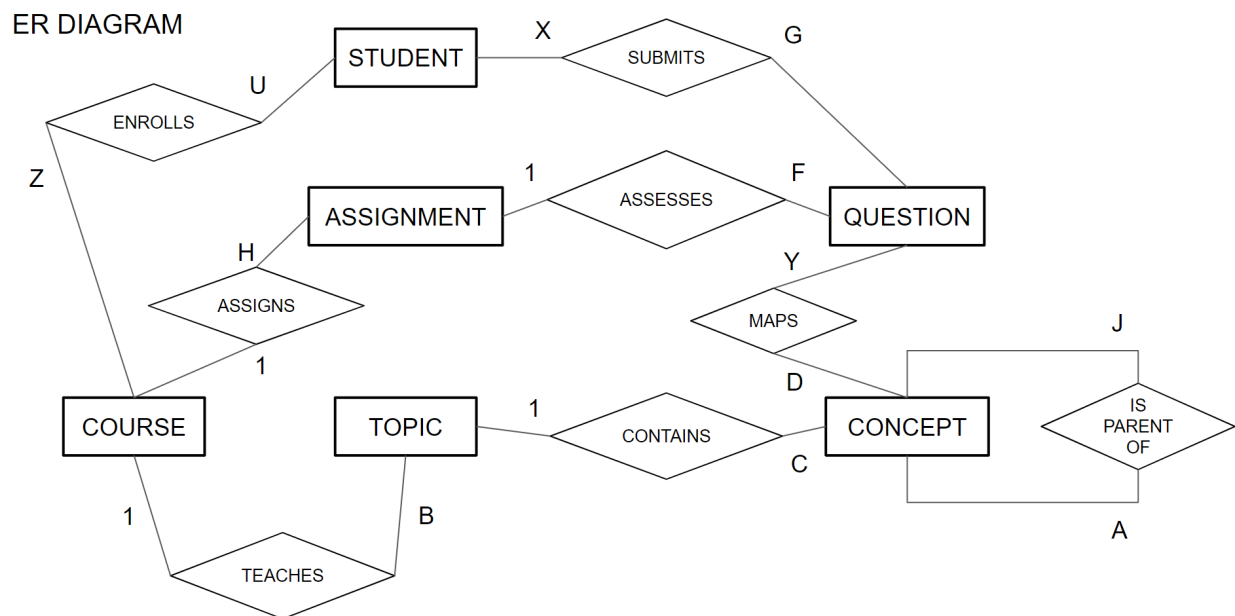 ER DIAGRAM
STUDENT
X
SUBMITS
G
U
ENROLLS
Z
ASSIGNMENT
1
ASSESSES
F
QUESTION
H
ASSIGNS
1
Y
MAPS
D
J
COURSE
TOPIC
1
CONTAINS
C
CONCEPT
IS
PARENT
OF
A
1
B
TEACHES